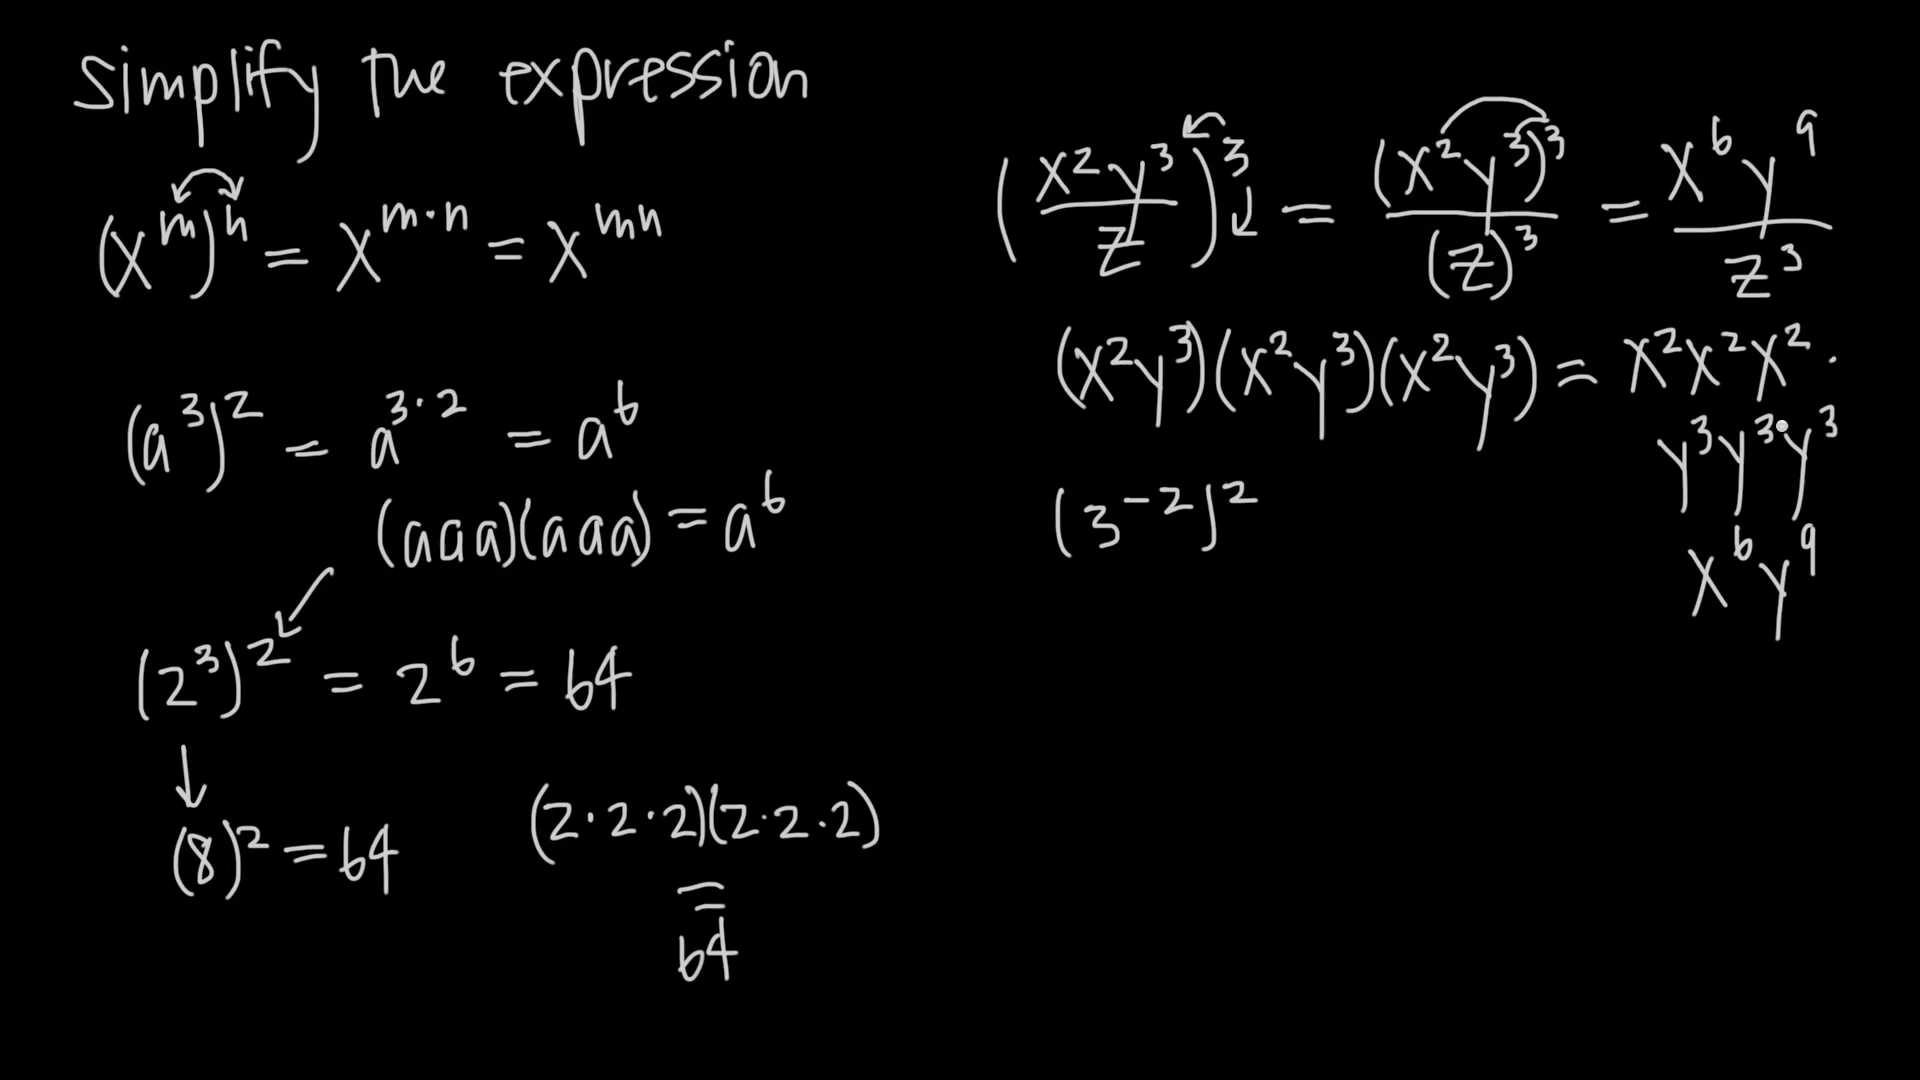 simplify the expression
(x^m)^n = x^{m·n} = x^{mn}
(a^3)^2 = a^{3·2} = a^6
(aaa)(aaa) = a^6
(2^3)^2 = 2^6 = 64
(8)^2 = 64
(2·2·2)(2·2·2)
=
64
(x^2y^3/z)^3 = (x^2y^3)^3/(z)^3 = x^6y^9/z^3
(x^2y^3)(x^2y^3)(x^2y^3) = x^2x^2x^2 ·
y^3y^3y^3
(3^{-2})^2
x^6y^9